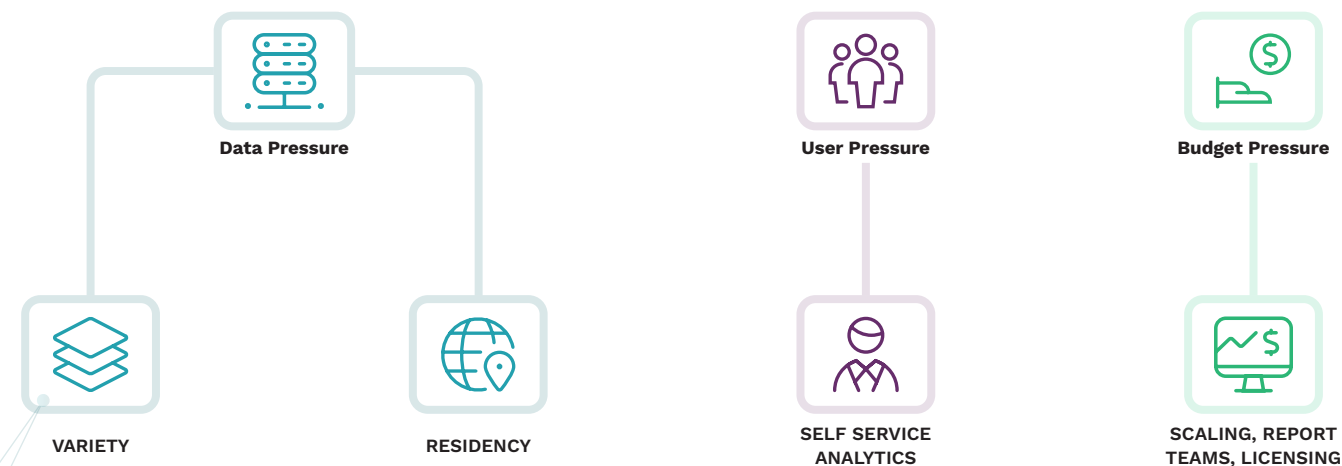 Data Pressure
User Pressure
Budget Pressure
VARIETY
RESIDENCY
SELF SERVICE
ANALYTICS
SCALING, REPORT
TEAMS, LICENSING